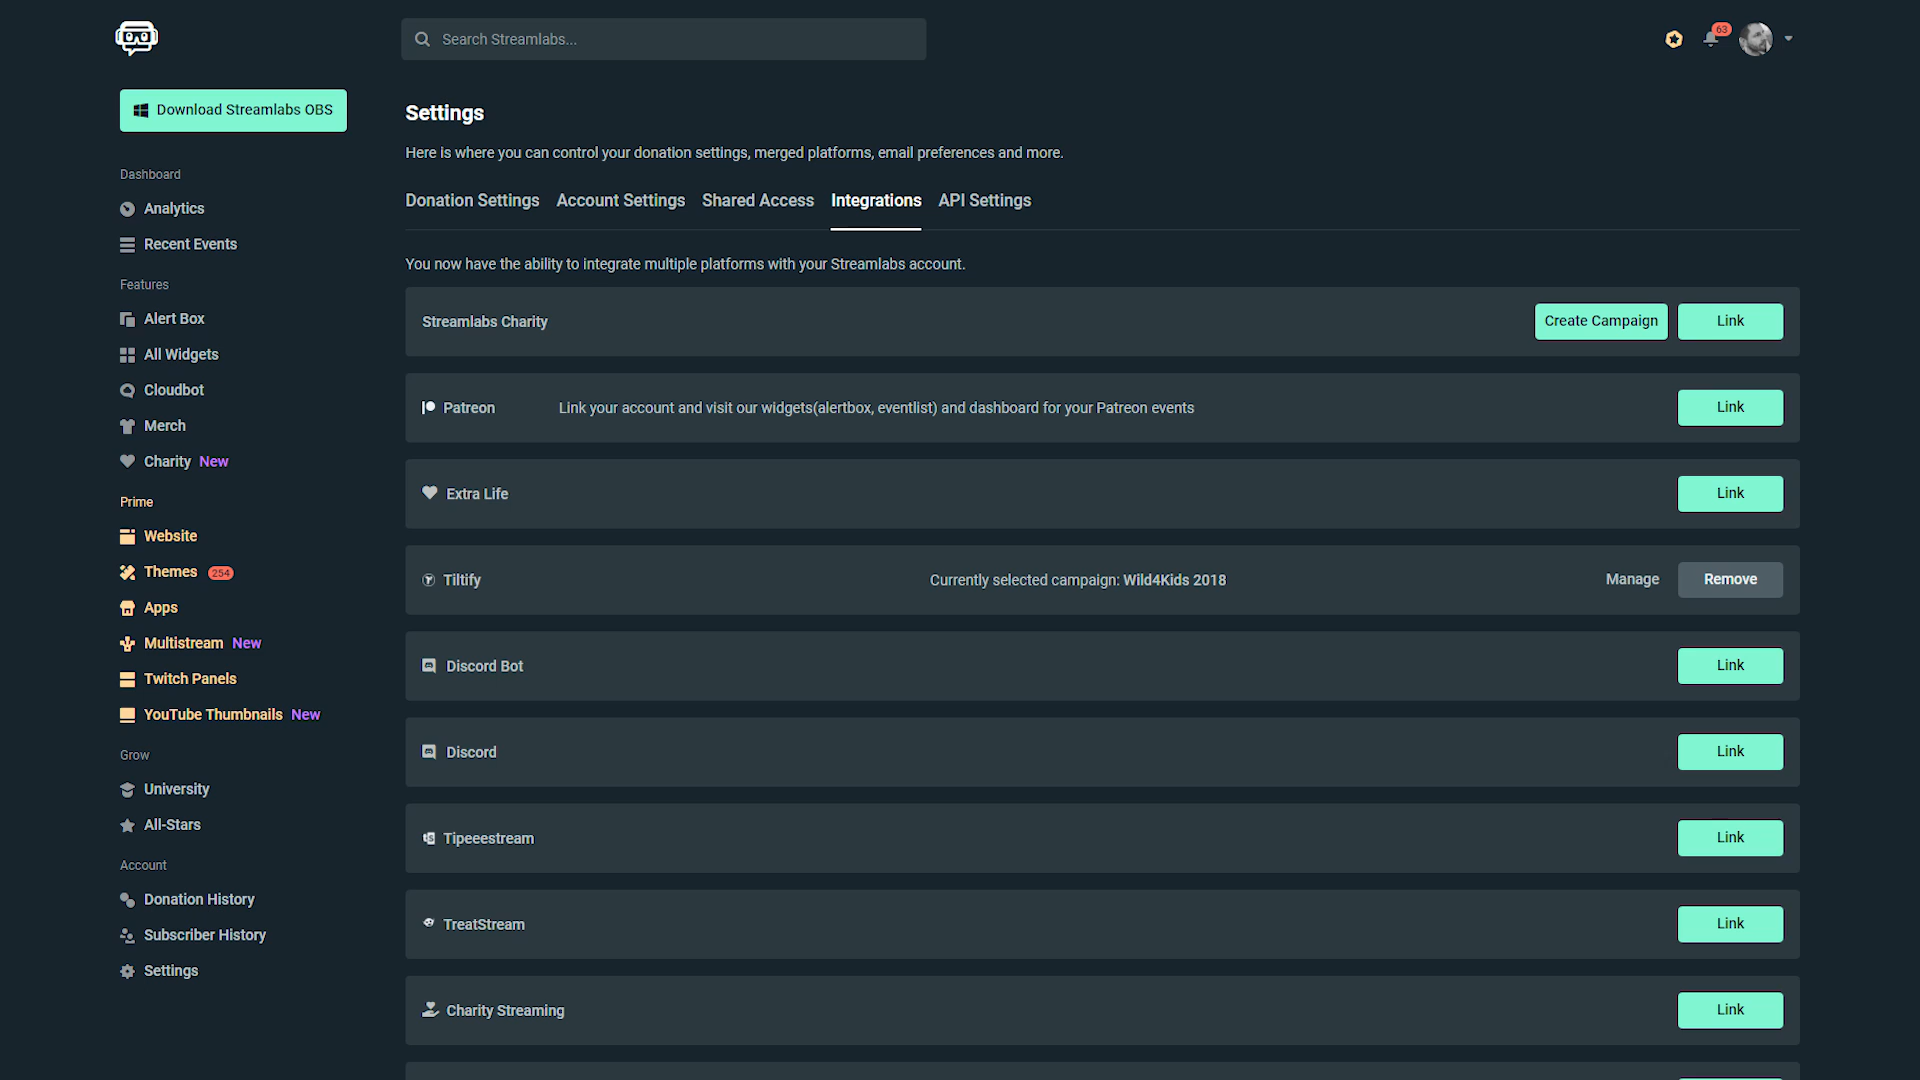 Search Streamlabs...
63
Download Streamlabs OBS
Dashboard
Analytics
Recent Events
Features
Alert Box
All Widgets
Cloudbot
Merch
Charity New
Prime
Website
Themes 254
Apps
Multistream New
Twitch Panels
YouTube Thumbnails New
Grow
University
All-Stars
Account
Donation History
Subscriber History
Settings
Settings
Here is where you can control your donation settings, merged platforms, email preferences and more.
Donation Settings Account Settings Shared Access Integrations API Settings
You now have the ability to integrate multiple platforms with your Streamlabs account.
Streamlabs Charity Create Campaign Link
Patreon Link your account and visit our widgets(alertbox, eventlist) and dashboard for your Patreon events Link
Extra Life Link
Tiltify Currently selected campaign: Wild4Kids 2018 Manage Remove
Discord Bot Link
Discord Link
Tipeeestream Link
TreatStream Link
Charity Streaming Link